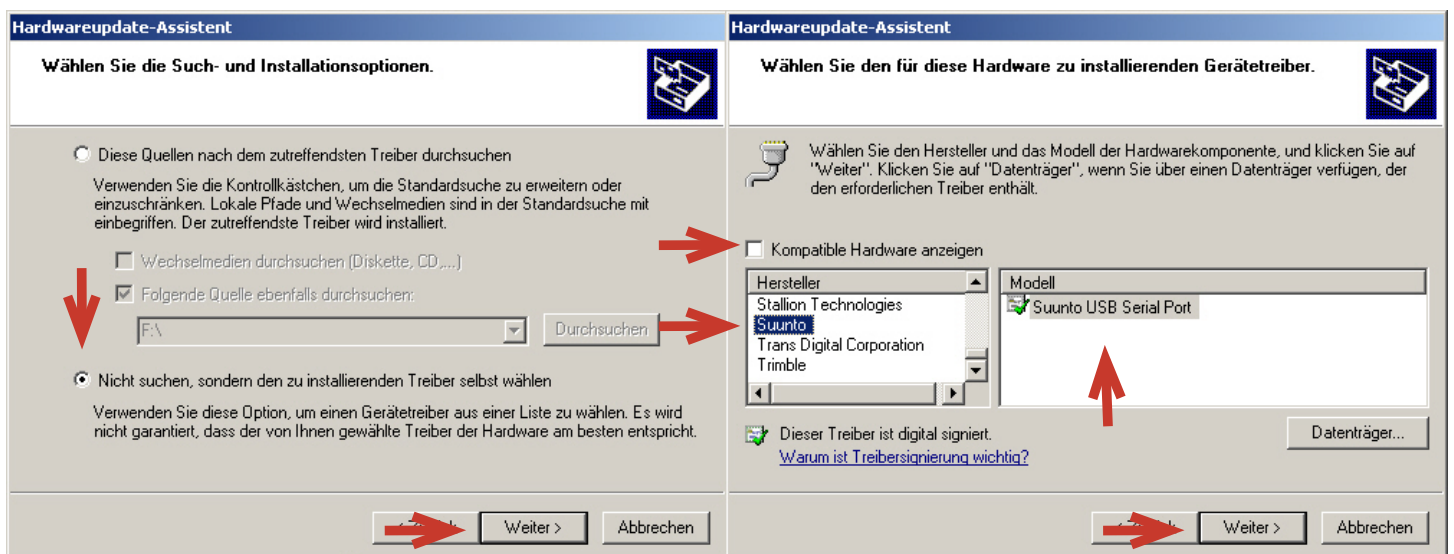 Hardwareupdate-Assistent
Wählen Sie die Such- und Installationsoptionen.
Diese Quellen nach dem zutreffendsten Treiber durchsuchen
Verwenden Sie die Kontrollkästchen, um die Standardsuche zu erweitern oder
einzuschränken. Lokale Pfade und Wechselmedien sind in der Standardsuche mit
einbegriffen. Der zutreffendste Treiber wird installiert.
Wechselmedien durchsuchen (Diskette, CD,...)
Folgende Quelle ebenfalls durchsuchen:
F:\
Durchsuchen
Nicht suchen, sondern den zu installierenden Treiber selbst wählen
Verwenden Sie diese Option, um einen Gerätetreiber aus einer Liste zu wählen. Es wird
nicht garantiert, dass der von Ihnen gewählte Treiber der Hardware am besten entspricht.
Weiter >
Abbrechen
Hardwareupdate-Assistent
Wählen Sie den für diese Hardware zu installierenden Gerätetreiber.
Wählen Sie den Hersteller und das Modell der Hardwarekomponente, und klicken Sie auf
"Weiter". Klicken Sie auf "Datenträger", wenn Sie über einen Datenträger verfügen, der
den erforderlichen Treiber enthält.
Kompatible Hardware anzeigen
Hersteller
Stallion Technologies
Suunto
Trans Digital Corporation
Trimble
Modell
Suunto USB Serial Port
Dieser Treiber ist digital signiert.
Warum ist Treibersignierung wichtig?
Datenträger...
Weiter >
Abbrechen